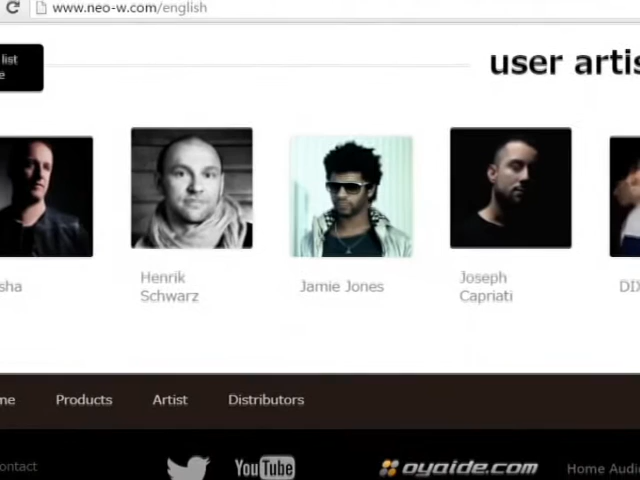 www.neo-w.com/english
list
user artis
e
sha
Henrik
Schwarz
Jamie Jones
Joseph
Capriati
DIX
me
Products
Artist
Distributors
ontact
YouTube
oyaide.com
Home Audi